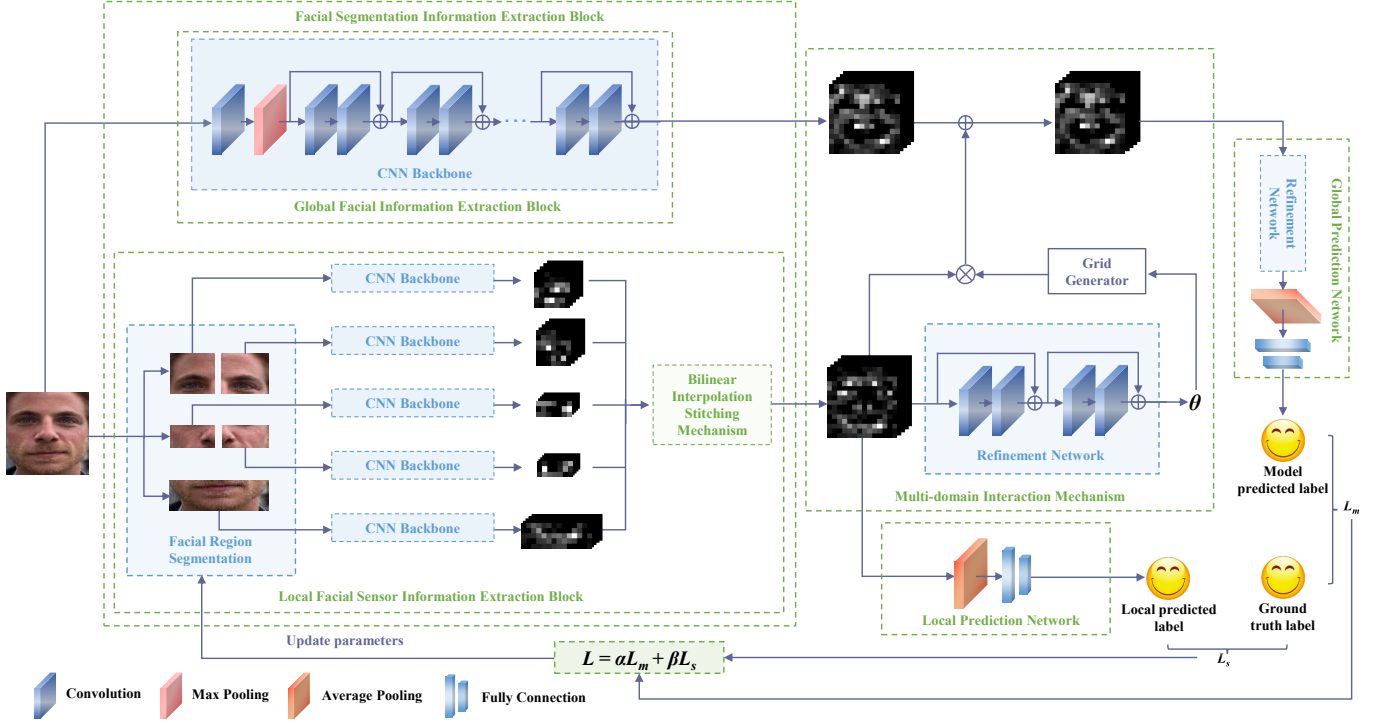 Facial Segmentation Information Extraction Block
CNN Backbone
Global Facial Information Extraction Block
CNN Backbone
CNN Backbone
CNN Backbone
CNN Backbone
CNN Backbone
Facial Region
Segmentation
Bilinear
Interpolation
Stitching
Mechanism
Local Facial Sensor Information Extraction Block
Grid
Generator
θ
Refinement Network
Multi-domain Interaction Mechanism
Refinement
Network
Global Prediction Network
Model
predicted label
L_m
Local Prediction Network
Local predicted
label
Ground
truth label
L_s
Update parameters
L = αL_m + βL_s
Convolution
Max Pooling
Average Pooling
Fully Connection